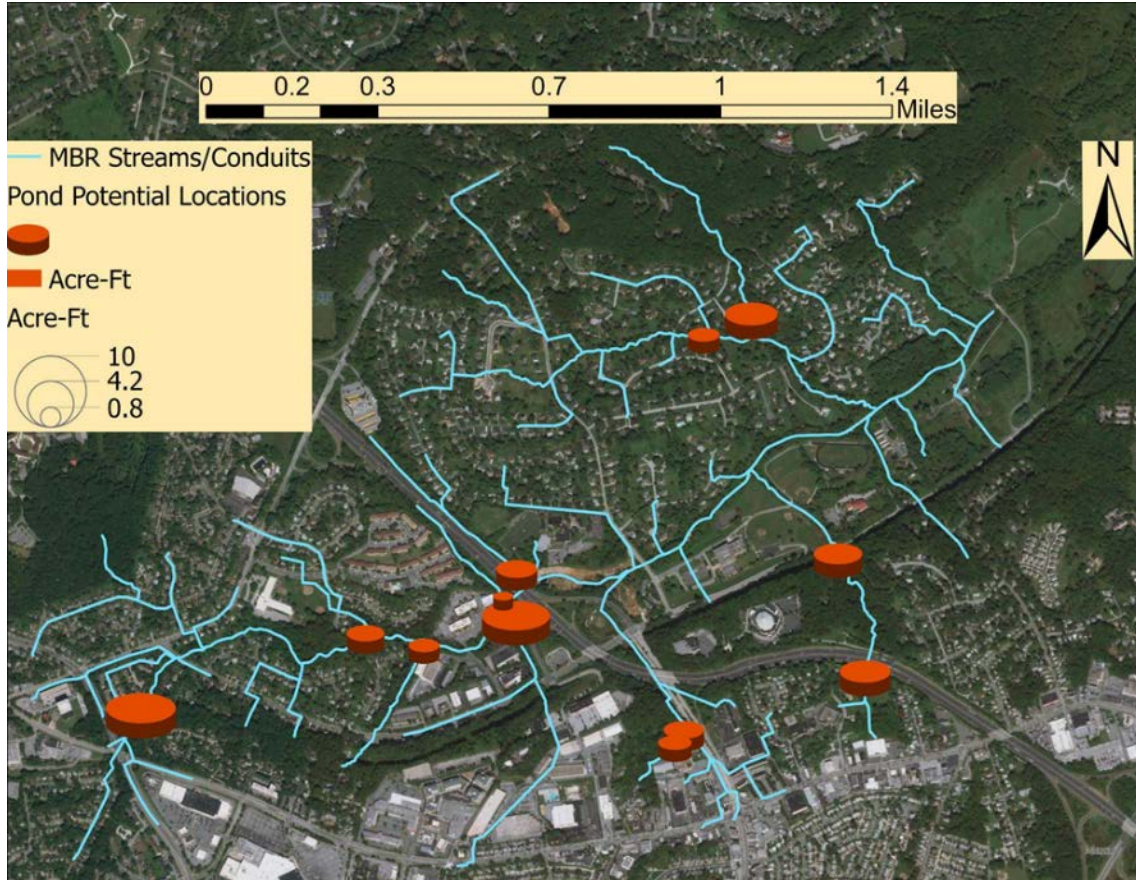 0 0.2 0.3 0.7 1 1.4
Miles
MBR Streams/Conduits
Pond Potential Locations
Acre-Ft
Acre-Ft
10
4.2
0.8
N